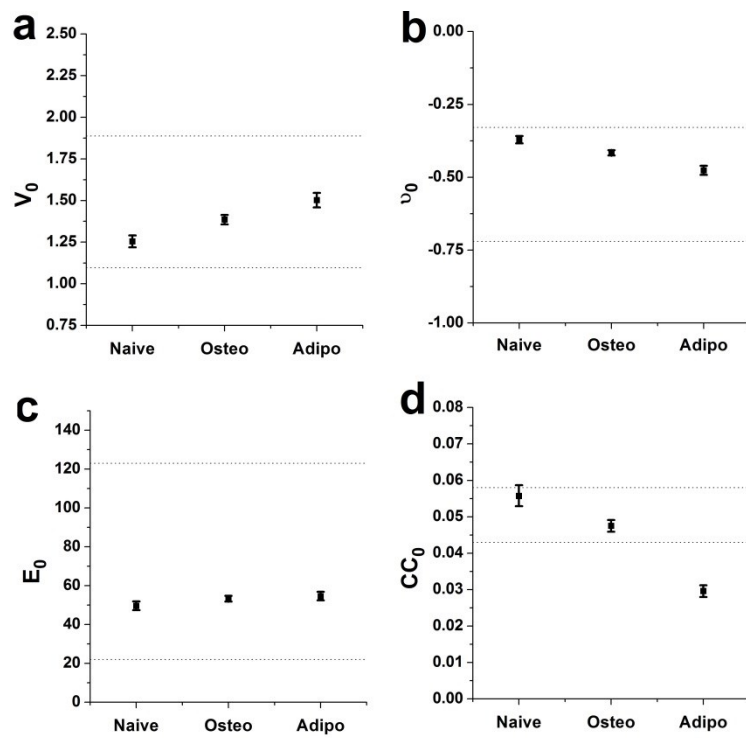 a
2.50
2.25
2.00
1.75
1.50
1.25
1.00
0.75
V0
Naive Osteo Adipo
b
0.00
-0.25
-0.50
-0.75
-1.00
υ0
Naive Osteo Adipo
c
140
120
100
80
60
40
20
0
E0
Naive Osteo Adipo
d
0.08
0.07
0.06
0.05
0.04
0.03
0.02
0.01
0.00
CC0
Naive Osteo Adipo